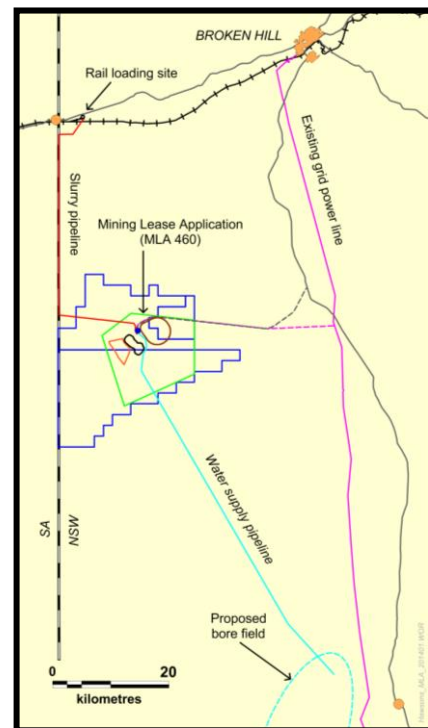 BROKEN HILL
Rail loading site
Slurry pipeline
Existing grid power line
Mining Lease Application
(MLA 460)
Water supply pipeline
SA
MSN
Proposed
bore field
0
20
kilometres